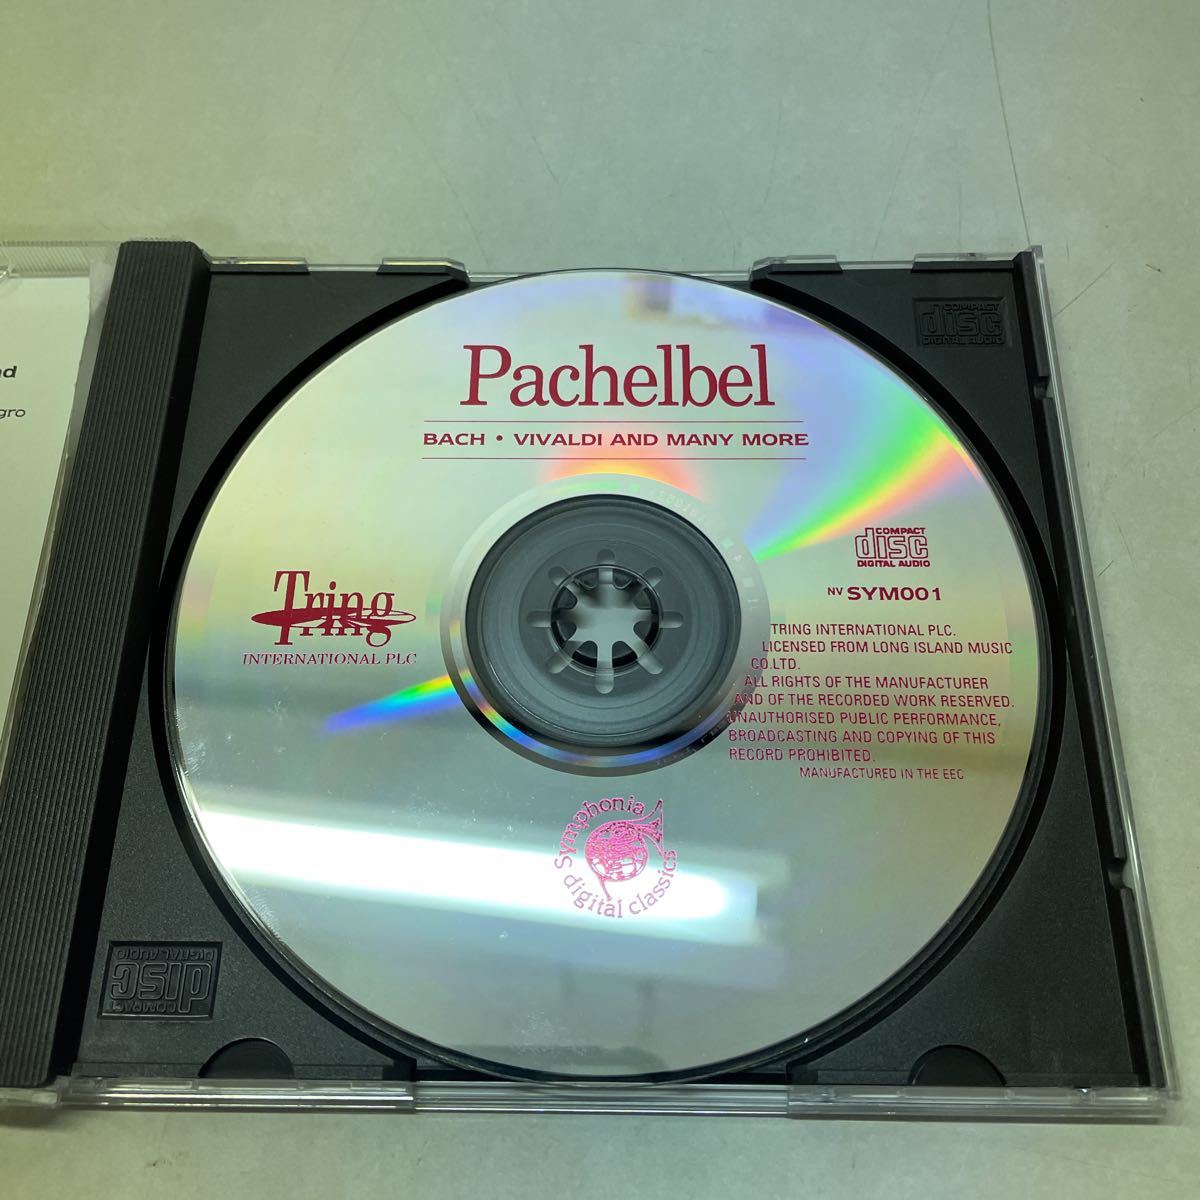 nd
gro
COMPACT
disc
DIGITAL AUDIO
Pachelbel
BACH • VIVALDI AND MANY MORE
Tring
INTERNATIONAL PLC
COMPACT
disc
DIGITAL AUDIO
NV SYM001
TRING INTERNATIONAL PLC.
LICENSED FROM LONG ISLAND MUSIC
CO.LTD.
ALL RIGHTS OF THE MANUFACTURER
AND OF THE RECORDED WORK RESERVED.
UNAUTHORISED PUBLIC PERFORMANCE,
BROADCASTING AND COPYING OF THIS
RECORD PROHIBITED.
MANUFACTURED IN THE EEC
Symphonia
digital classics
COMPACT
disc
DIGITAL AUDIO